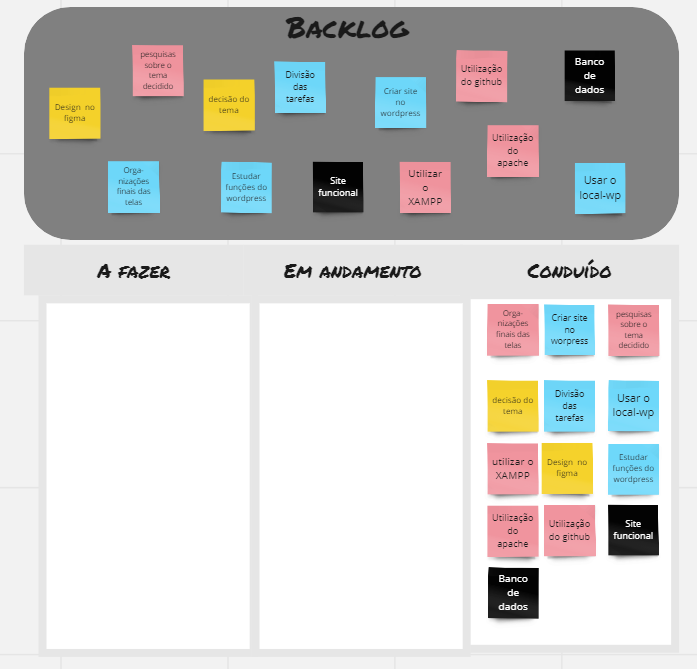 Backlog
pesquisas
sobre o
tema
decidido
Utilização
do github
Banco
de
dados
Divisão
das
tarefas
Criar site
no
wordpress
decisão do
tema
Design no
figma
Utilização
do
apache
Orga-
nizações
finais das
telas
Estudar
funções do
wordpress
Site
funcional
Utilizar
o
XAMPP
Usar o
local-wp
A fazer
Em andamento
Conduído
Orga-
nizações
finais das
telas
Criar site
no
worpress
pesquisas
sobre o
tema
decidido
decisão do
tema
Divisão
das
tarefas
Usar o
local-wp
utilizar o
XAMPP
Design no
figma
Estudar
funções do
wordpress
Utilização
do
apache
Utilização
do github
Site
funcional
Banco
de
dados